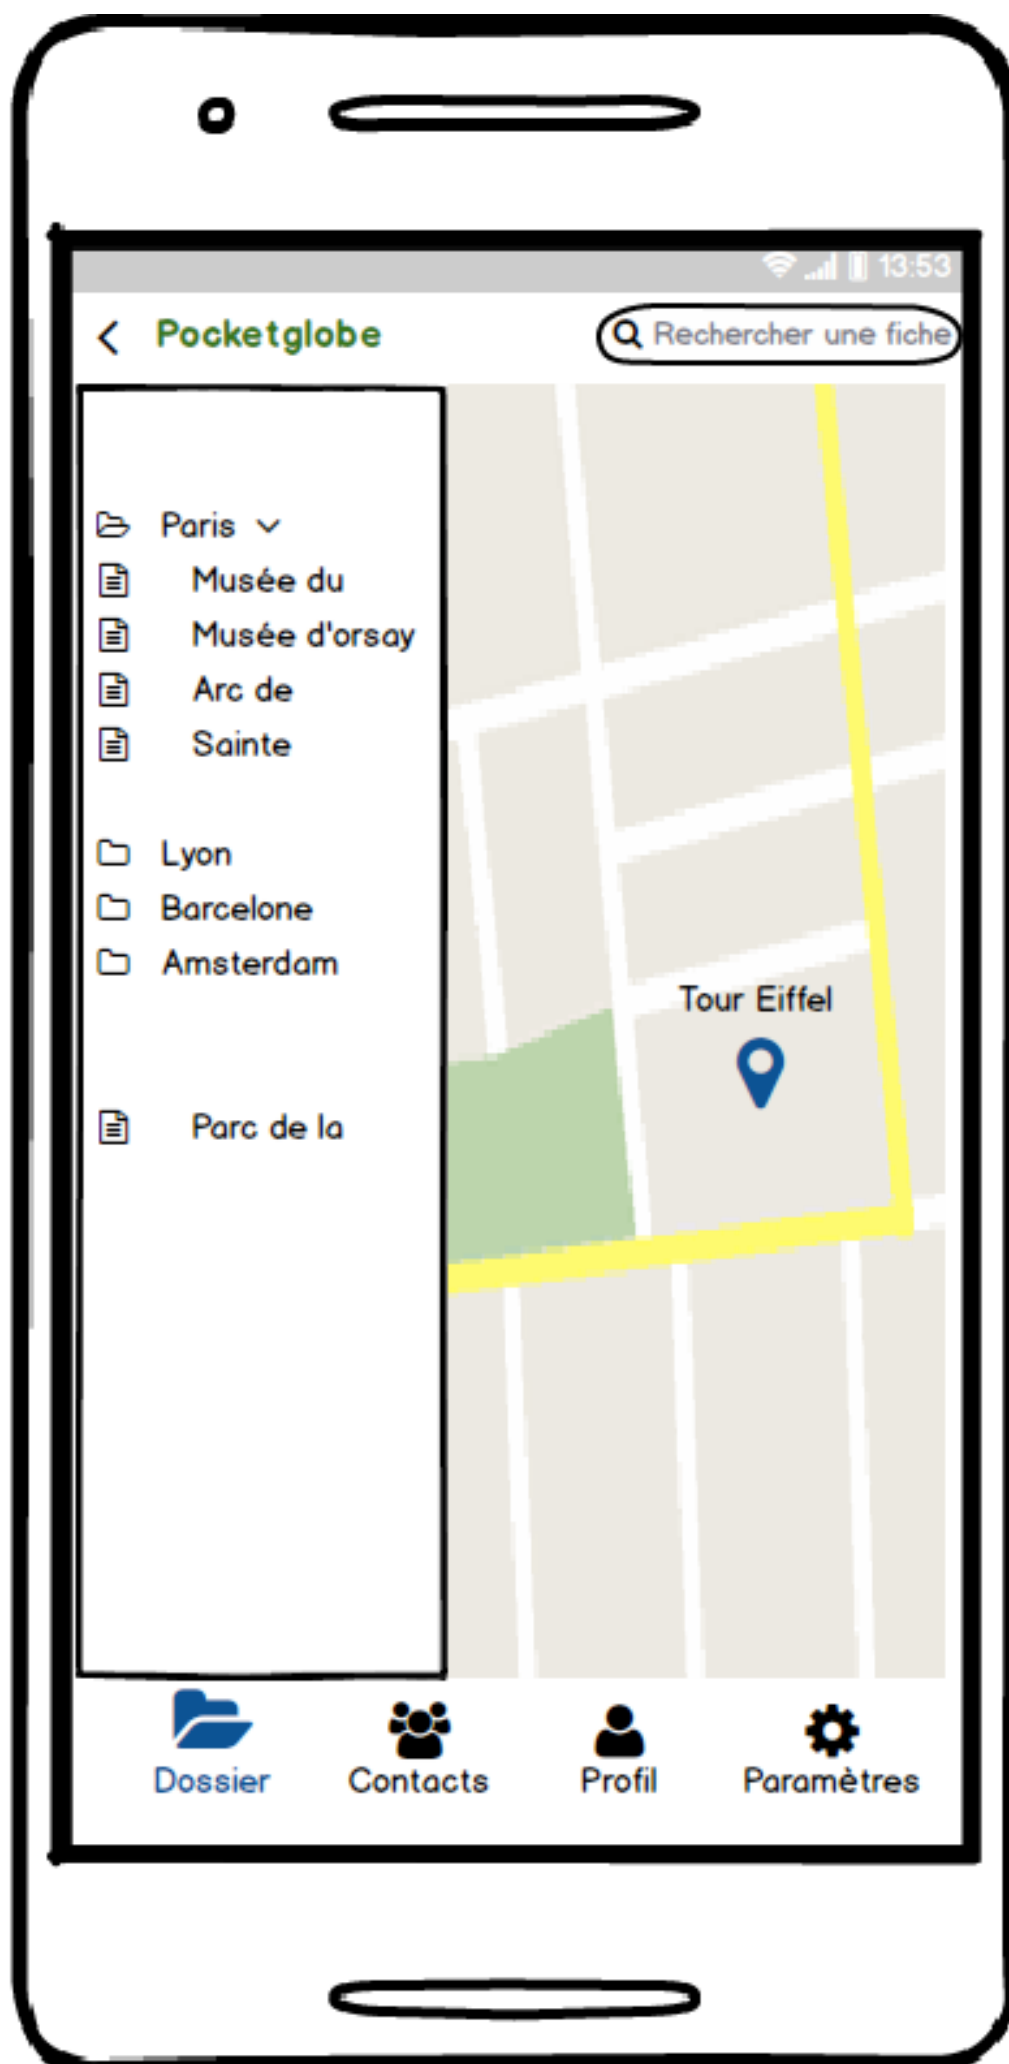 13:53
Pocketglobe
Rechercher une fiche
Paris
Musée du
Musée d'orsay
Arc de
Sainte
Lyon
Barcelone
Amsterdam
Tour Eiffel
Parc de la
Dossier
Contacts
Profil
Paramètres